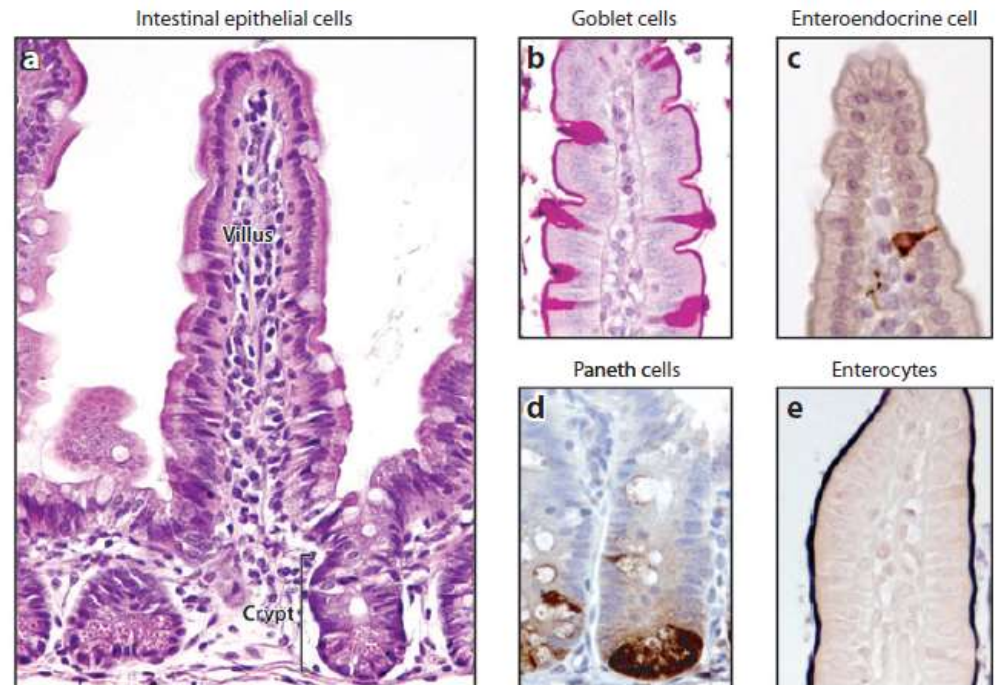 Intestinal epithelial cells
Goblet cells
Enteroendocrine cell
a
b
c
Villus
Paneth cells
Enterocytes
d
e
Crypt